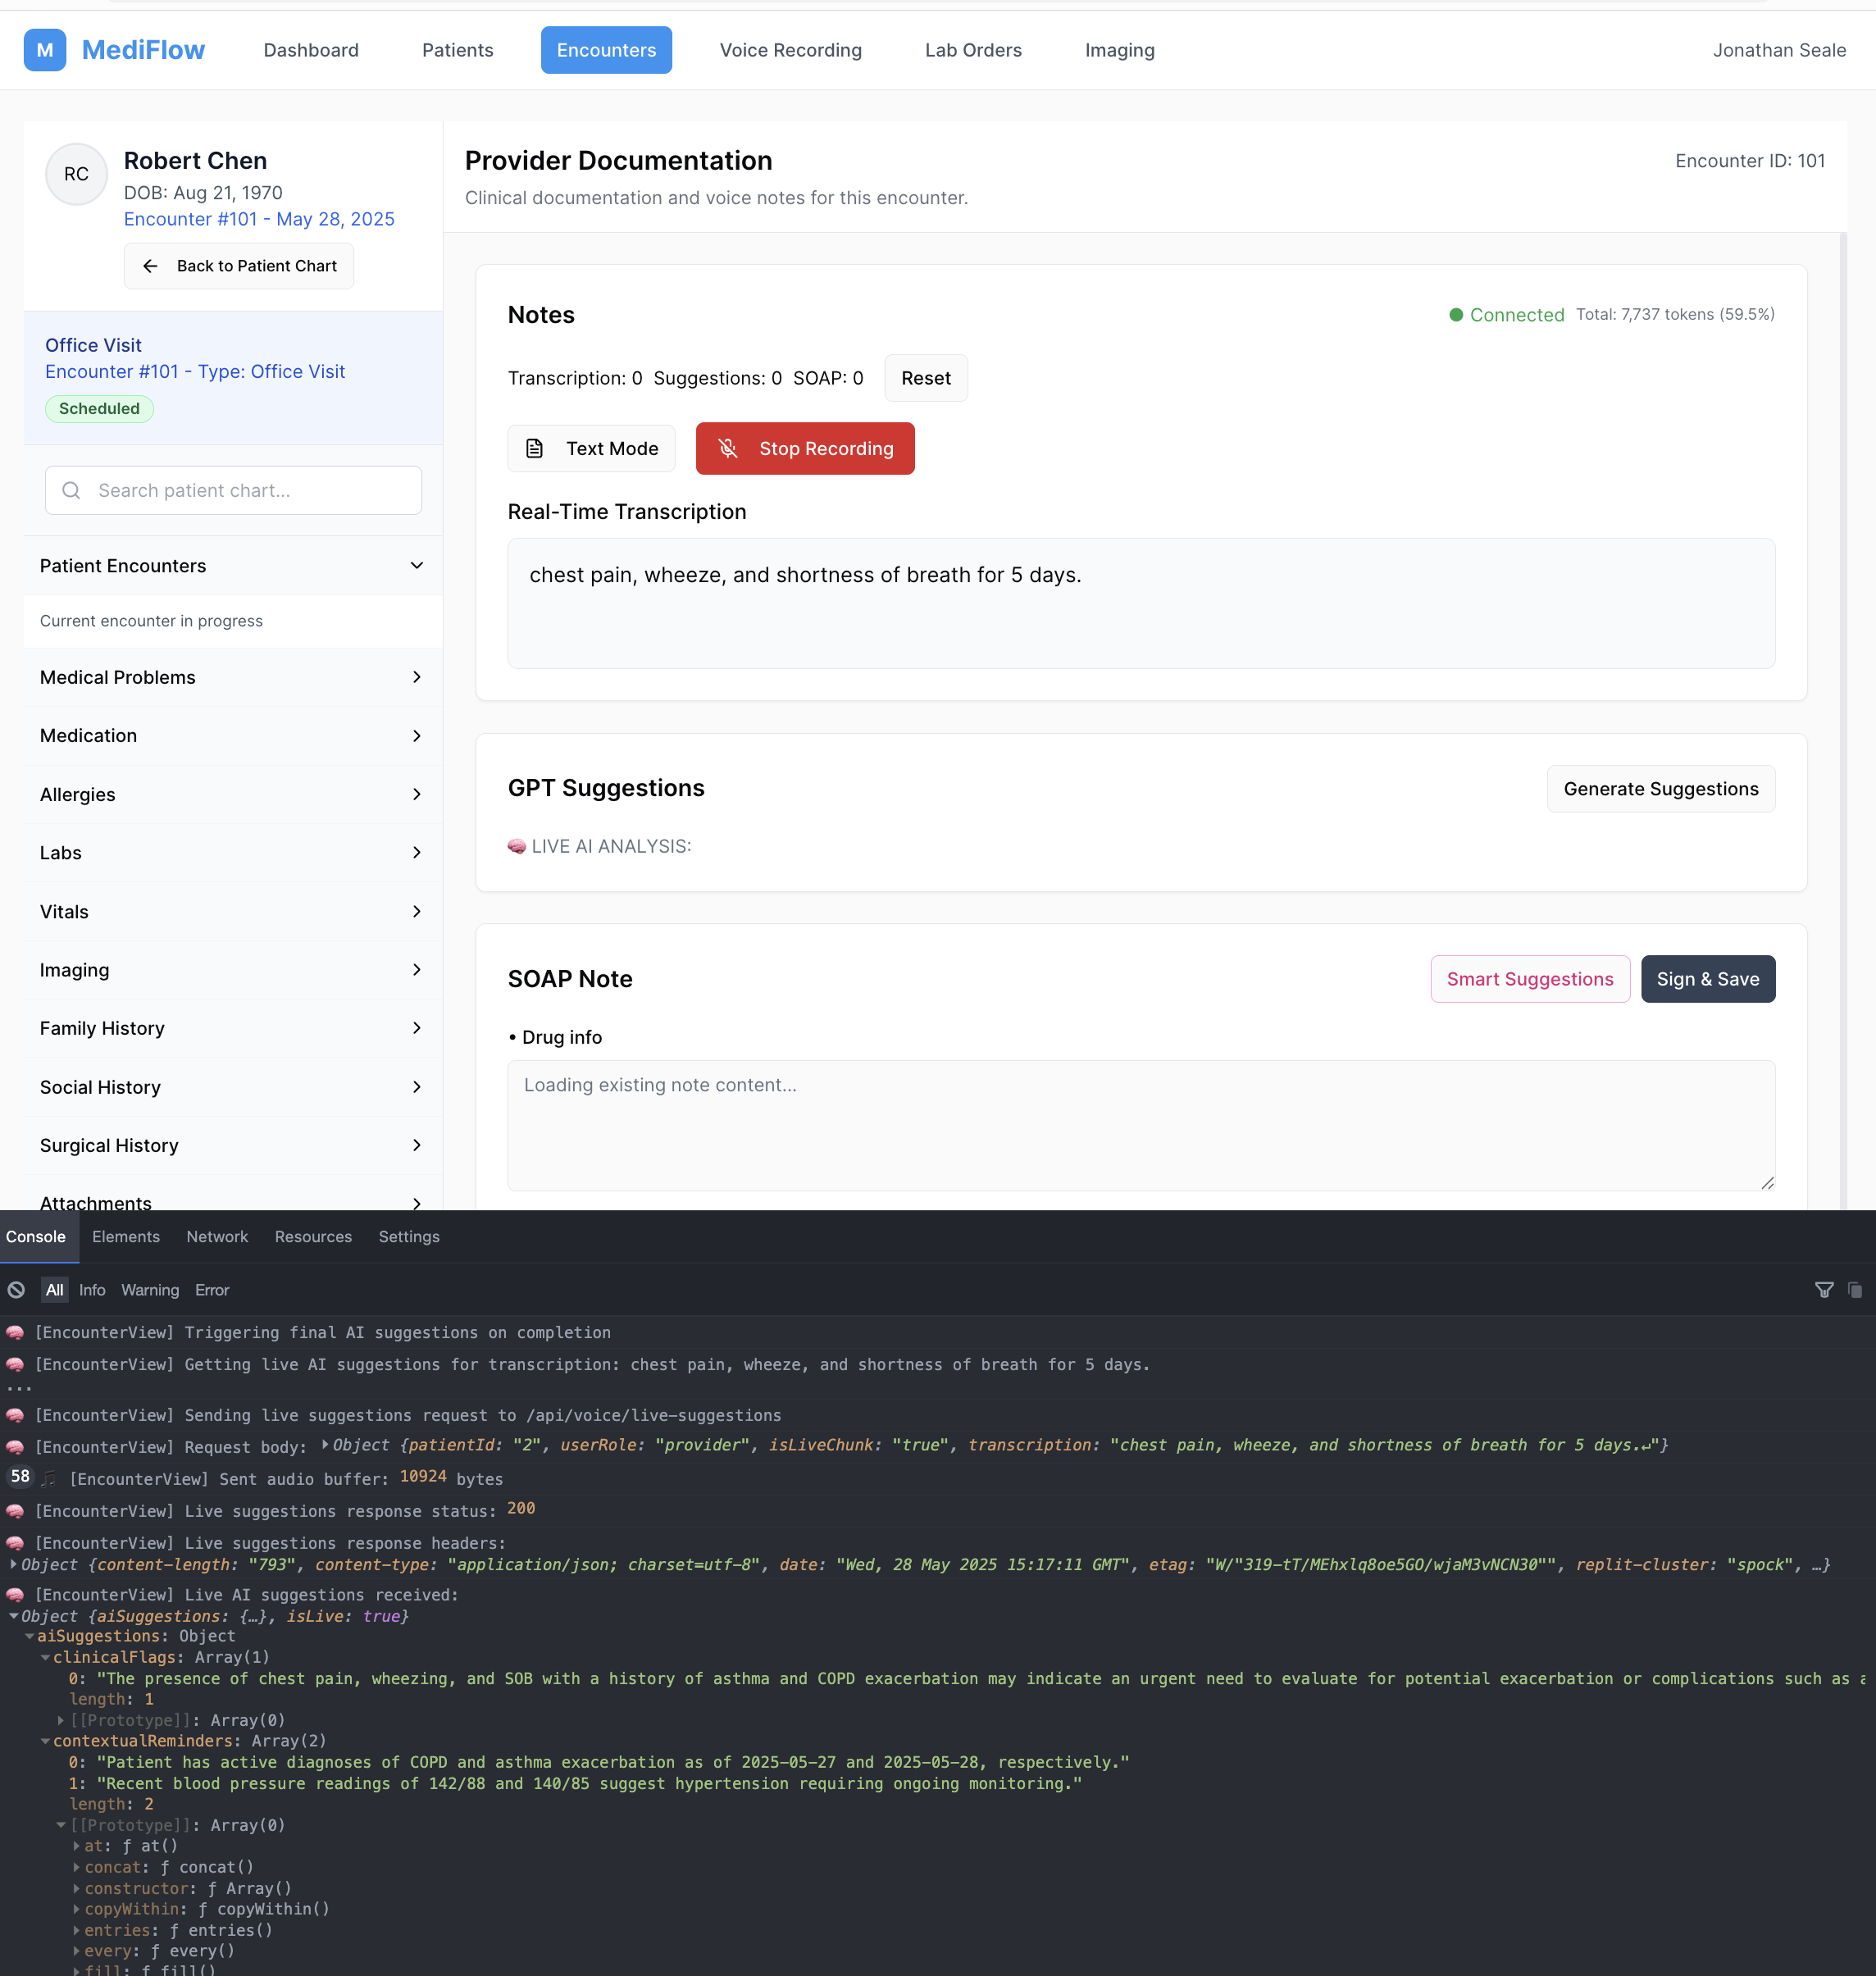 M MediFlow Dashboard Patients Encounters Voice Recording Lab Orders Imaging Jonathan Seale
RC
Robert Chen
DOB: Aug 21, 1970
Encounter #101 - May 28, 2025
Back to Patient Chart
Office Visit
Encounter #101 - Type: Office Visit
Scheduled
Search patient chart...
Patient Encounters
Current encounter in progress
Medical Problems
Medication
Allergies
Labs
Vitals
Imaging
Family History
Social History
Surgical History
Attachments
Provider Documentation
Encounter ID: 101
Clinical documentation and voice notes for this encounter.
Notes
Connected Total: 7,737 tokens (59.5%)
Transcription: 0 Suggestions: 0 SOAP: 0 Reset
Text Mode Stop Recording
Real-Time Transcription
chest pain, wheeze, and shortness of breath for 5 days.
GPT Suggestions
Generate Suggestions
🧠 LIVE AI ANALYSIS:
SOAP Note
Smart Suggestions Sign & Save
• Drug info
Loading existing note content...
Console Elements Network Resources Settings
All Info Warning Error
🧠 [EncounterView] Triggering final AI suggestions on completion
🧠 [EncounterView] Getting live AI suggestions for transcription: chest pain, wheeze, and shortness of breath for 5 days.
...
🧠 [EncounterView] Sending live suggestions request to /api/voice/live-suggestions
🧠 [EncounterView] Request body: Object {patientId: "2", userRole: "provider", isLiveChunk: "true", transcription: "chest pain, wheeze, and shortness of breath for 5 days.↵"}
58 🎵 [EncounterView] Sent audio buffer: 10924 bytes
🧠 [EncounterView] Live suggestions response status: 200
🧠 [EncounterView] Live suggestions response headers:
Object {content-length: "793", content-type: "application/json; charset=utf-8", date: "Wed, 28 May 2025 15:17:11 GMT", etag: "W/"319-tT/MEhxlq8oe5GO/wjaM3vNCN30"", replit-cluster: "spock", …}
🧠 [EncounterView] Live AI suggestions received:
Object {aiSuggestions: {…}, isLive: true}
aiSuggestions: Object
clinicalFlags: Array(1)
0: "The presence of chest pain, wheezing, and SOB with a history of asthma and COPD exacerbation may indicate an urgent need to evaluate for potential exacerbation or complications such as
length: 1
[[Prototype]]: Array(0)
contextualReminders: Array(2)
0: "Patient has active diagnoses of COPD and asthma exacerbation as of 2025-05-27 and 2025-05-28, respectively."
1: "Recent blood pressure readings of 142/88 and 140/85 suggest hypertension requiring ongoing monitoring."
length: 2
[[Prototype]]: Array(0)
at: ƒ at()
concat: ƒ concat()
constructor: ƒ Array()
copyWithin: ƒ copyWithin()
entries: ƒ entries()
every: ƒ every()
fill: ƒ fill()